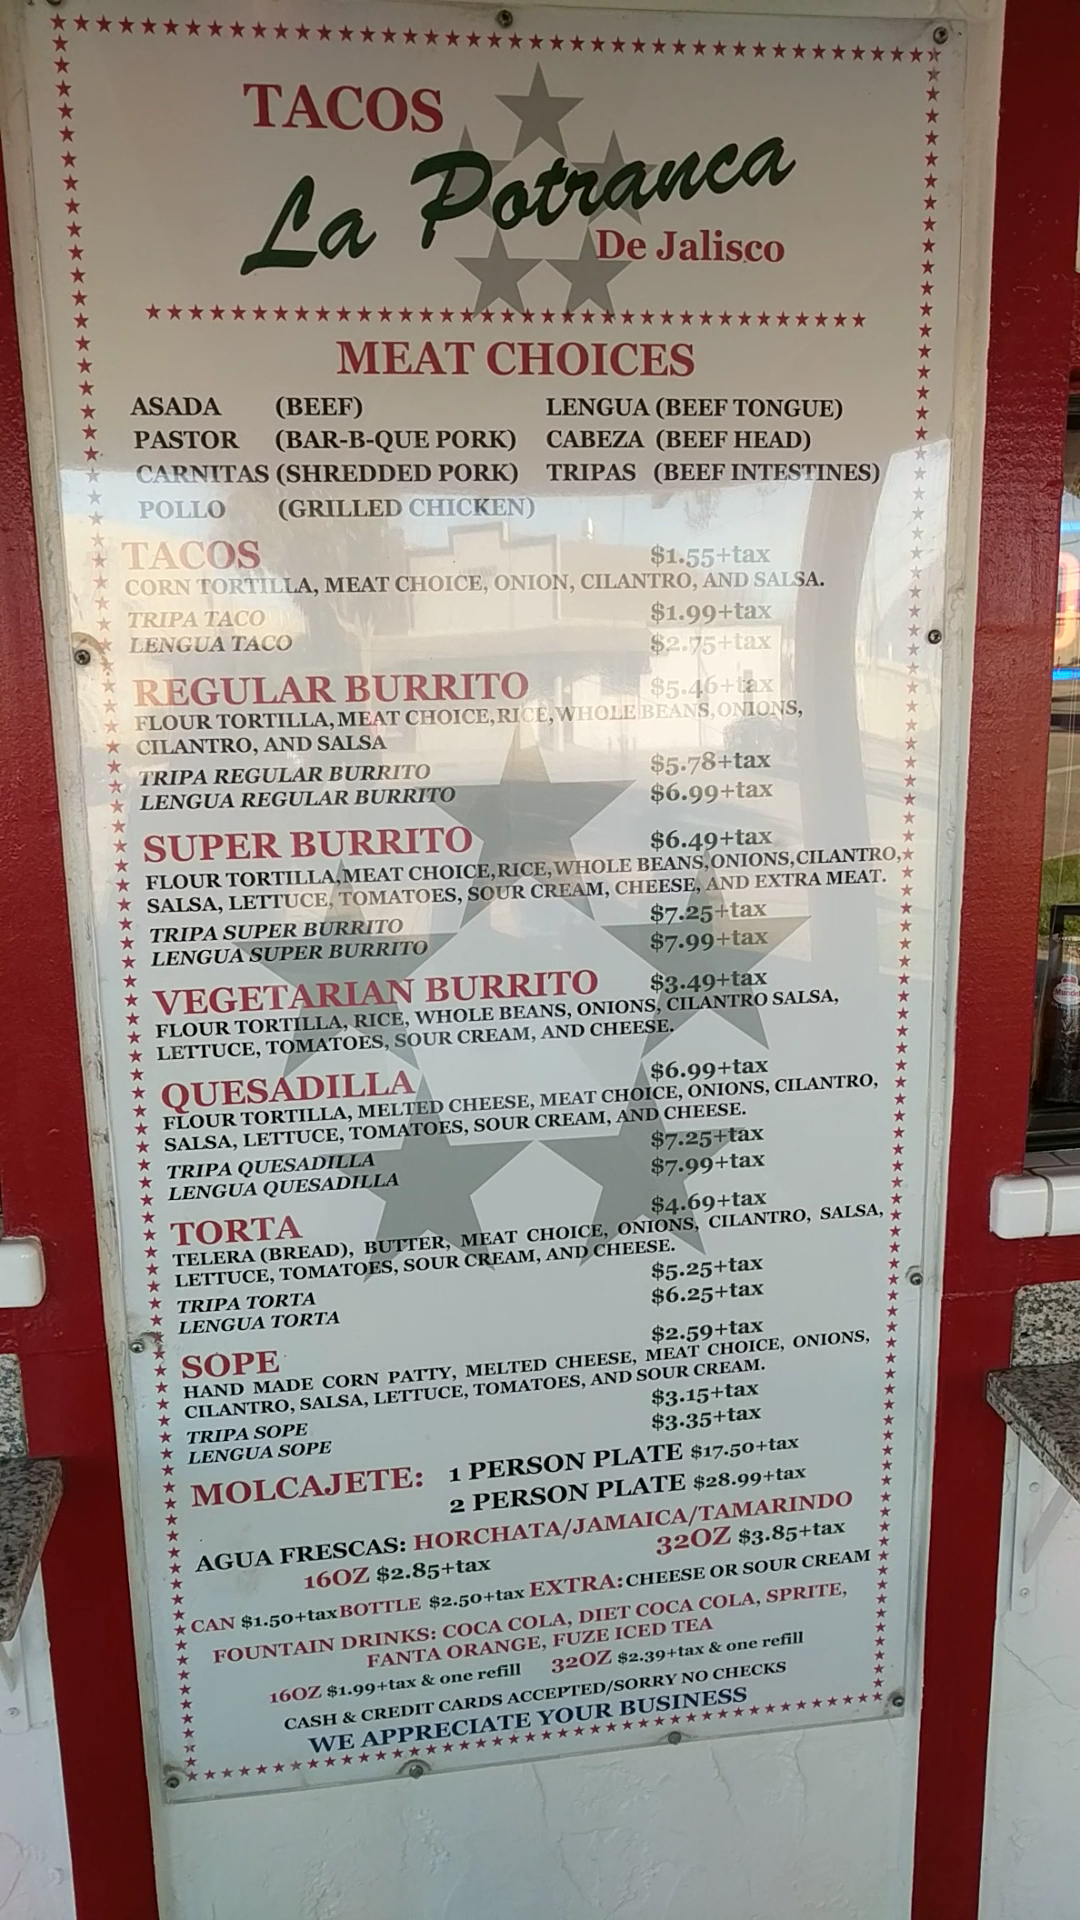 TACOS
La Potranca
De Jalisco
MEAT CHOICES
ASADA (BEEF) LENGUA (BEEF TONGUE)
PASTOR (BAR-B-QUE PORK) CABEZA (BEEF HEAD)
CARNITAS (SHREDDED PORK) TRIPAS (BEEF INTESTINES)
POLLO (GRILLED CHICKEN)
TACOS $1.55+tax
CORN TORTILLA, MEAT CHOICE, ONION, CILANTRO, AND SALSA.
TRIPA TACO $1.99+tax
LENGUA TACO $2.75+tax
REGULAR BURRITO $5.46+tax
FLOUR TORTILLA, MEAT CHOICE, RICE, WHOLE BEANS, ONIONS,
CILANTRO, AND SALSA
TRIPA REGULAR BURRITO $5.78+tax
LENGUA REGULAR BURRITO $6.99+tax
SUPER BURRITO $6.49+tax
FLOUR TORTILLA, MEAT CHOICE, RICE, WHOLE BEANS, ONIONS, CILANTRO,
SALSA, LETTUCE, TOMATOES, SOUR CREAM, CHEESE, AND EXTRA MEAT.
TRIPA SUPER BURRITO $7.25+tax
LENGUA SUPER BURRITO $7.99+tax
VEGETARIAN BURRITO $3.49+tax
FLOUR TORTILLA, RICE, WHOLE BEANS, ONIONS, CILANTRO SALSA,
LETTUCE, TOMATOES, SOUR CREAM, AND CHEESE.
QUESADILLA $6.99+tax
FLOUR TORTILLA, MELTED CHEESE, MEAT CHOICE, ONIONS, CILANTRO,
SALSA, LETTUCE, TOMATOES, SOUR CREAM, AND CHEESE.
TRIPA QUESADILLA $7.25+tax
LENGUA QUESADILLA $7.99+tax
TORTA $4.69+tax
TELERA (BREAD), BUTTER, MEAT CHOICE, ONIONS, CILANTRO, SALSA,
LETTUCE, TOMATOES, SOUR CREAM, AND CHEESE.
TRIPA TORTA $5.25+tax
LENGUA TORTA $6.25+tax
SOPE $2.59+tax
HAND MADE CORN PATTY, MELTED CHEESE, MEAT CHOICE, ONIONS,
CILANTRO, SALSA, LETTUCE, TOMATOES, AND SOUR CREAM.
TRIPA SOPE $3.15+tax
LENGUA SOPE $3.35+tax
MOLCAJETE: 1 PERSON PLATE $17.50+tax
2 PERSON PLATE $28.99+tax
AGUA FRESCAS: HORCHATA/JAMAICA/TAMARINDO
16OZ $2.85+tax 32OZ $3.85+tax
CAN $1.50+tax BOTTLE $2.50+tax EXTRA: CHEESE OR SOUR CREAM
FOUNTAIN DRINKS: COCA COLA, DIET COCA COLA, SPRITE,
FANTA ORANGE, FUZE ICED TEA
16OZ $1.99+tax & one refill 32OZ $2.39+tax & one refill
CASH & CREDIT CARDS ACCEPTED/SORRY NO CHECKS
WE APPRECIATE YOUR BUSINESS